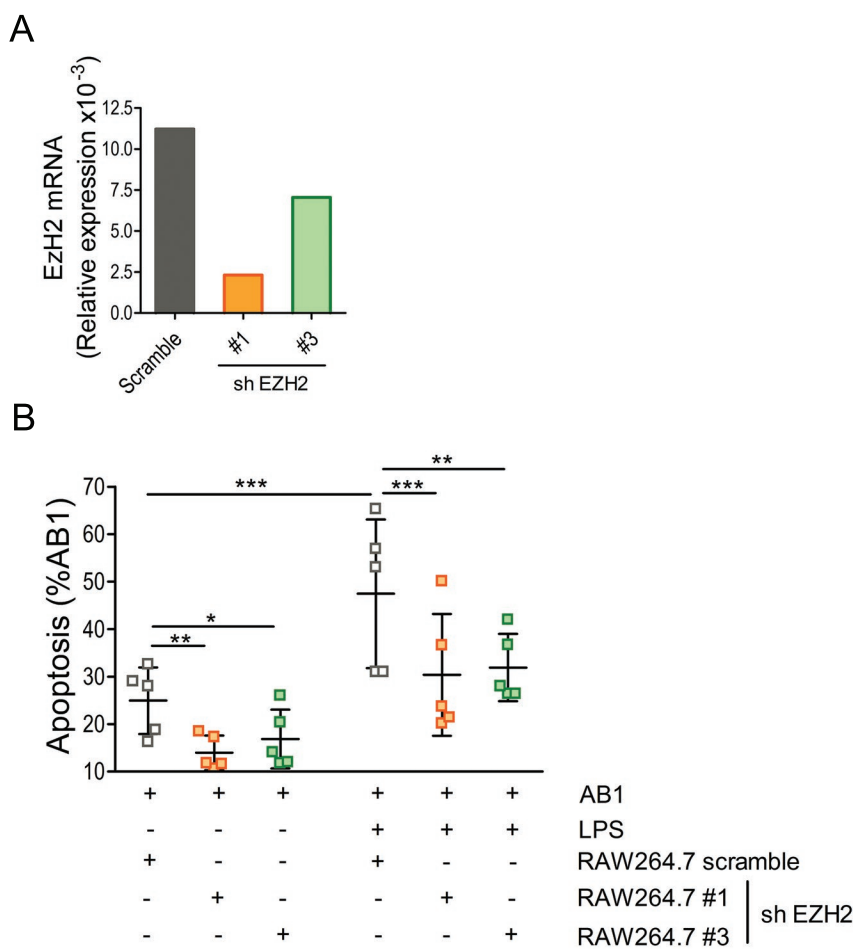 A
EzH2 mRNA
(Relative expression x10-3)
12.5
10.0
7.5
5.0
2.5
0.0
Scramble
#1
#3
sh EZH2
B
Apoptosis (%AB1)
70
60
50
40
30
20
10
***
**
*
**
***
+ + + + + + AB1
- - - + + + LPS
+ - - + - - RAW264.7 scramble
- + - - + - RAW264.7 #1
- - + - - + RAW264.7 #3
sh EZH2